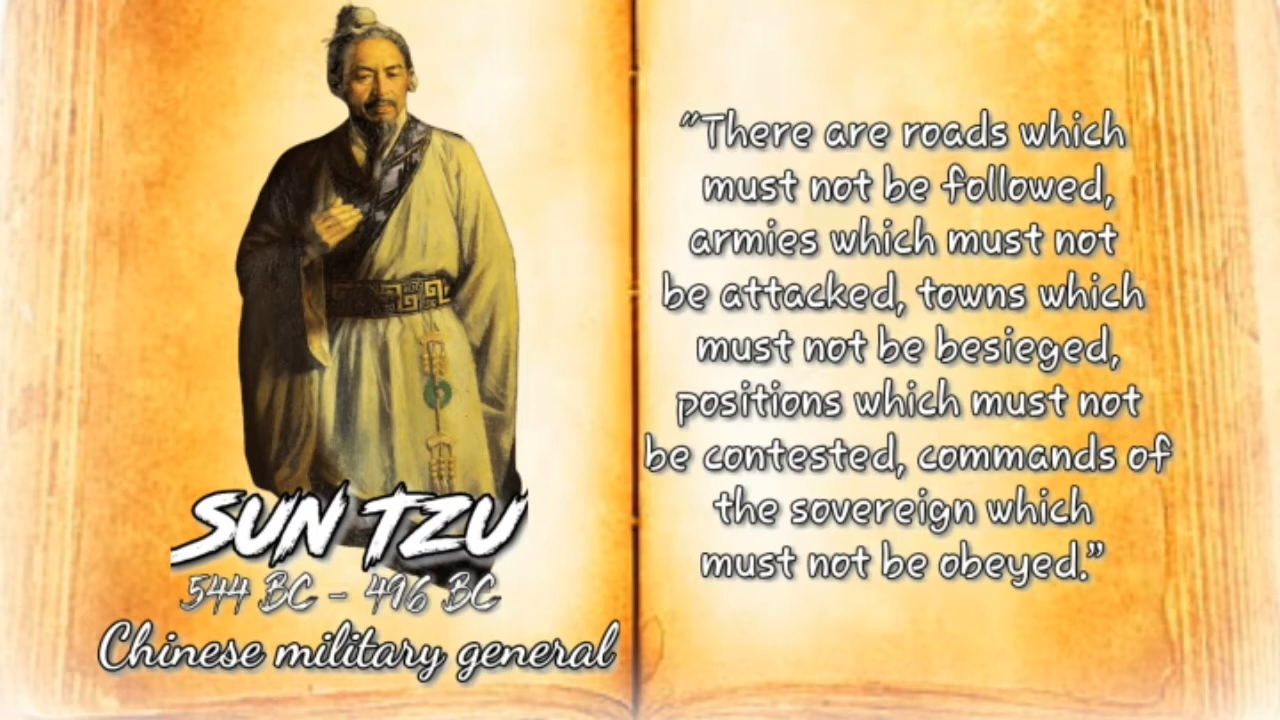 SUN TZU
544 BC - 496 BC
Chinese military general
"There are roads which
must not be followed,
armies which must not
be attacked, towns which
must not be besieged,
positions which must not
be contested, commands of
the sovereign which
must not be obeyed."